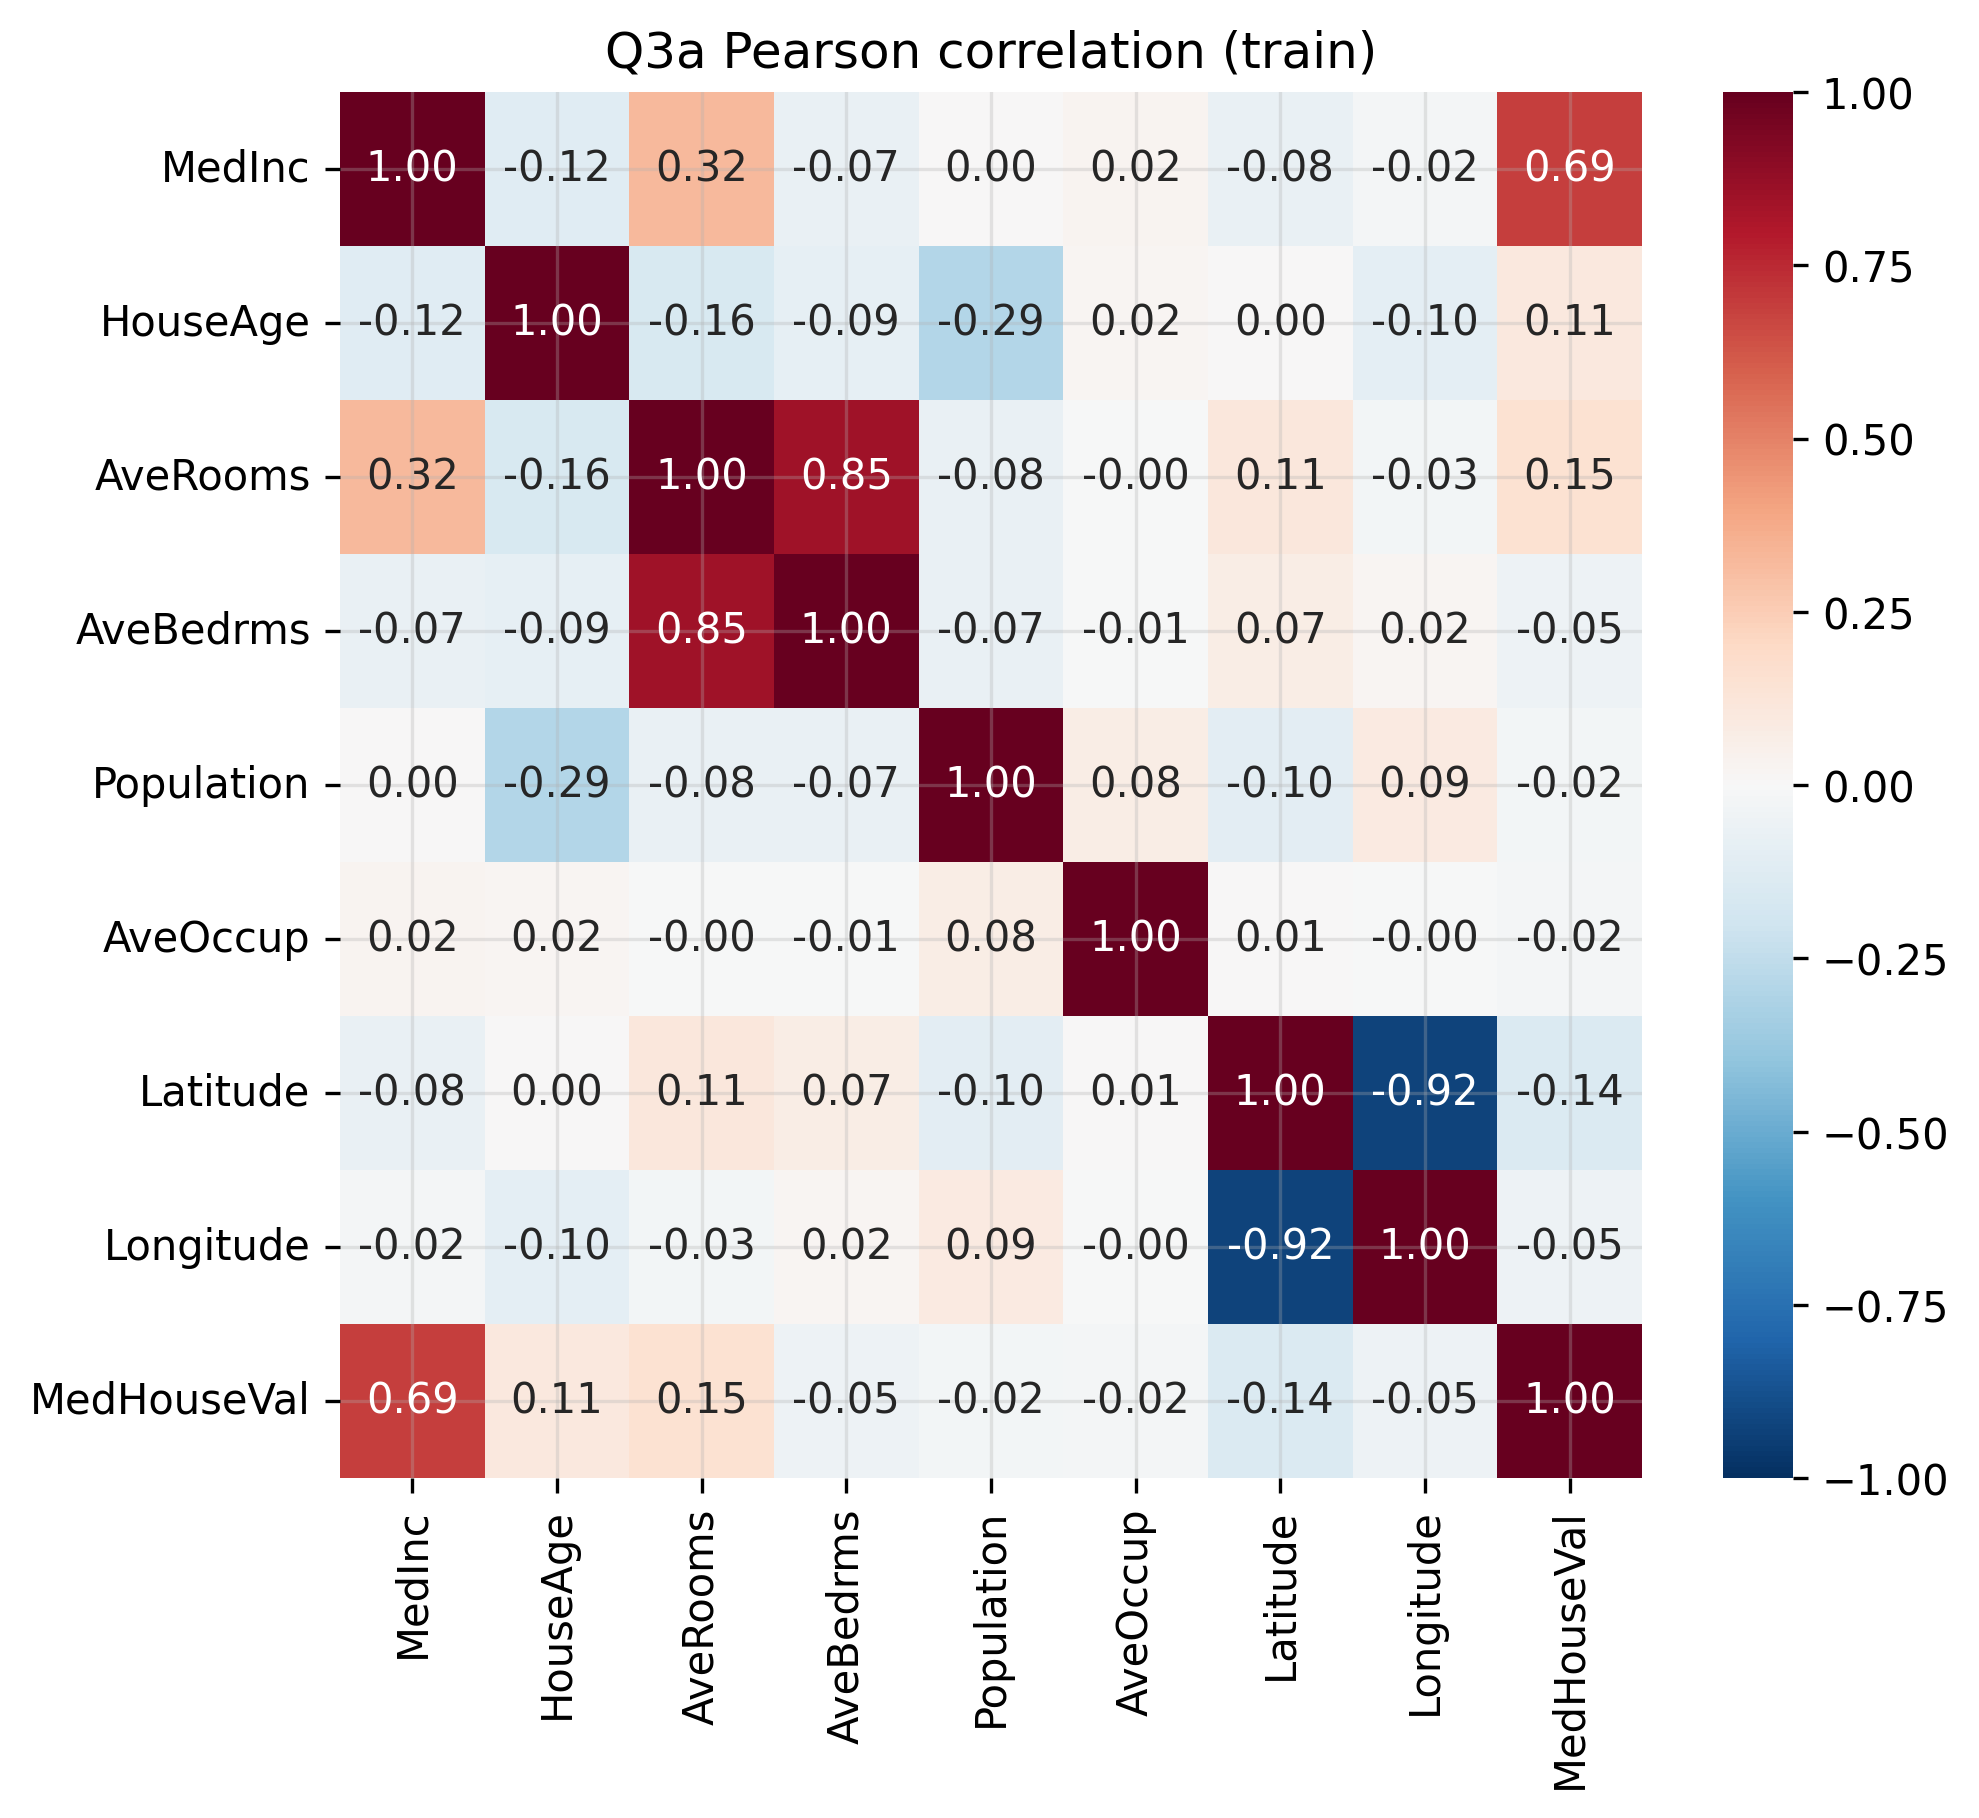 Q3a Pearson correlation (train)
MedInc 1.00 -0.12 0.32 -0.07 0.00 0.02 -0.08 -0.02 0.69
HouseAge -0.12 1.00 -0.16 -0.09 -0.29 0.02 0.00 -0.10 0.11
AveRooms 0.32 -0.16 1.00 0.85 -0.08 -0.00 0.11 -0.03 0.15
AveBedrms -0.07 -0.09 0.85 1.00 -0.07 -0.01 0.07 0.02 -0.05
Population 0.00 -0.29 -0.08 -0.07 1.00 0.08 -0.10 0.09 -0.02
AveOccup 0.02 0.02 -0.00 -0.01 0.08 1.00 0.01 -0.00 -0.02
Latitude -0.08 0.00 0.11 0.07 -0.10 0.01 1.00 -0.92 -0.14
Longitude -0.02 -0.10 -0.03 0.02 0.09 -0.00 -0.92 1.00 -0.05
MedHouseVal 0.69 0.11 0.15 -0.05 -0.02 -0.02 -0.14 -0.05 1.00
MedInc
HouseAge
AveRooms
AveBedrms
Population
AveOccup
Latitude
Longitude
MedHouseVal
1.00
0.75
0.50
0.25
0.00
−0.25
−0.50
−0.75
−1.00